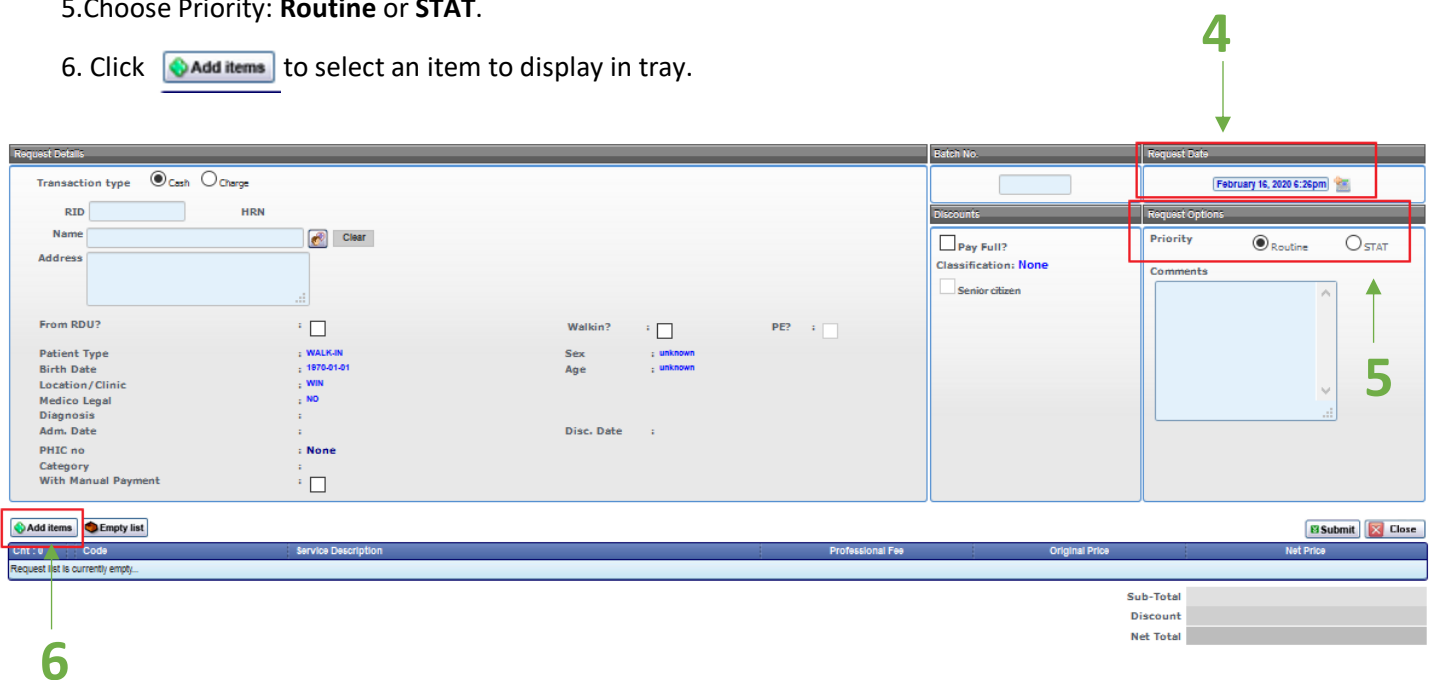 5.Choose Priority: Routine or STAT.
4
6. Click Add items to select an item to display in tray.
Request Details
Batch No.
Request Date
Transaction type Cash Charge
February 16, 2020 6:26pm
RID HRN
Discounts
Request Options
Name Clear
Pay Full?
Priority Routine STAT
Address
Classification: None
Comments
Senior citizen
From RDU? :
Walkin? :
PE? :
Patient Type : WALK-IN
Sex : unknown
Birth Date : 1970-01-01
Age : unknown
5
Location/Clinic : WIN
Medico Legal : NO
Diagnosis :
Adm. Date :
Disc. Date :
PHIC no : None
Category :
With Manual Payment :
Add items Empty list
Submit Close
Cnt : 0 Code Service Description Professional Fee Original Price Net Price
Request list is currently empty...
Sub-Total
Discount
Net Total
6